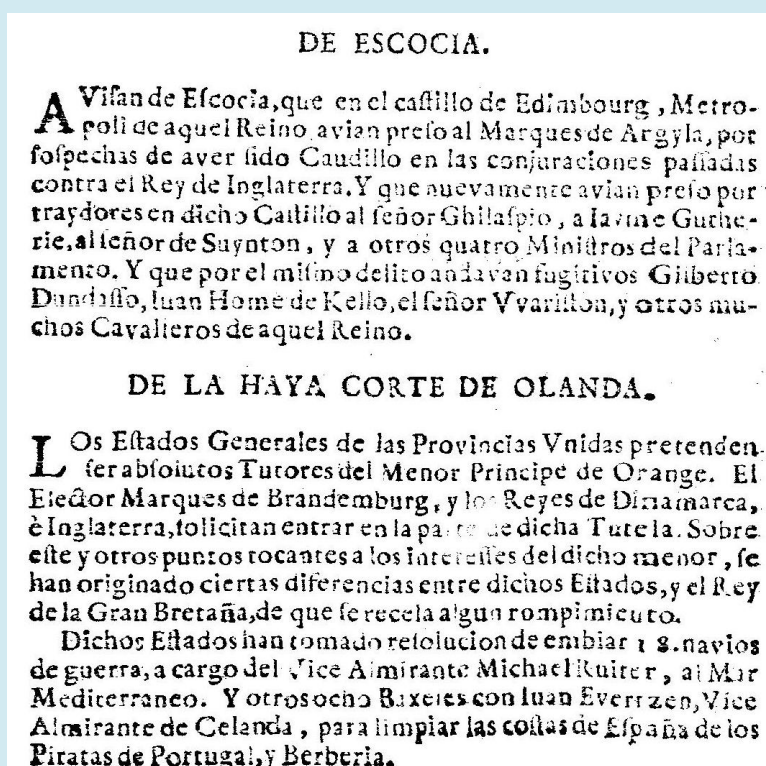 DE ESCOCIA.
AViſan de Eſcocia, que en el caſtillo de Edimbourg, Metro-
poli de aquel Reino avian preſo al Marques de Argyla, por
ſoſpechas de aver ſido Caudillo en las conjuraciones paſſadas
contra el Rey de Inglaterra. Y que nuevamente avian preſo por
traydores en dicho Caſtillo al ſeñor Ghilaſpio, a Iayme Guthe-
rie, al ſeñor de Suynton, y a otros quatro Miniſtros del Parla-
mento. Y que por el miſmo delito andavan fugitivos Gilberto
Dundaſſo, Iuan Home de Kello, el ſeñor Vvariſton, y otros mu-
chos Cavalieros de aquel Reino.
DE LA HAYA CORTE DE OLANDA.
LOs Eſtados Generales de las Provincias Vnidas pretenden
ſer abſolutos Tutores del Menor Principe de Orange. El
Elector Marques de Brandemburg, y los Reyes de Dinamarca,
è Inglaterra, ſolicitan entrar en la parte de dicha Tutela. Sobre
eſte y otros puntos tocantes a los Intereſſes del dicho menor, ſe
han originado ciertas diferencias entre dichos Eſtados, y el Rey
de la Gran Bretaña, de que ſe recela algun rompimiento.
Dichos Eſtados han tomado reſolucion de embiar 18. navios
de guerra, a cargo del Vice Almirante Michael Ruiter, al Mar
Mediterraneo. Y otros ocho Baxeles con Iuan Evertzen, Vice
Almirante de Celanda, para limpiar las coſtas de Eſpaña de los
Piratas de Portugal, y Berberia.